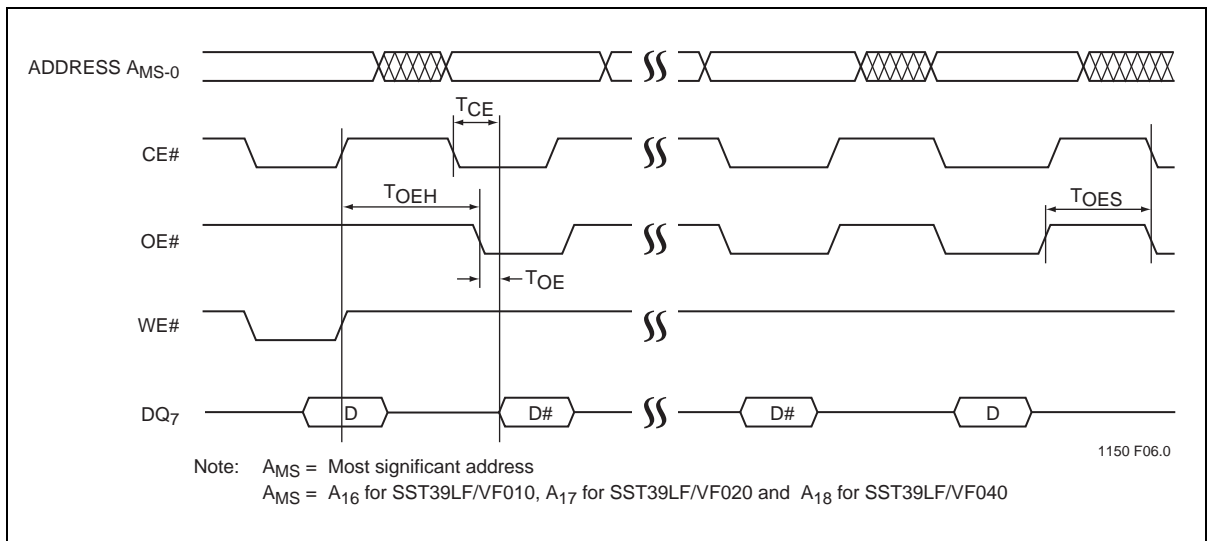 ADDRESS AMS-0
TCE
CE#
TOEH
TOES
OE#
TOE
WE#
DQ7
D
D#
D#
D
1150 F06.0
Note: AMS = Most significant address
AMS = A16 for SST39LF/VF010, A17 for SST39LF/VF020 and A18 for SST39LF/VF040